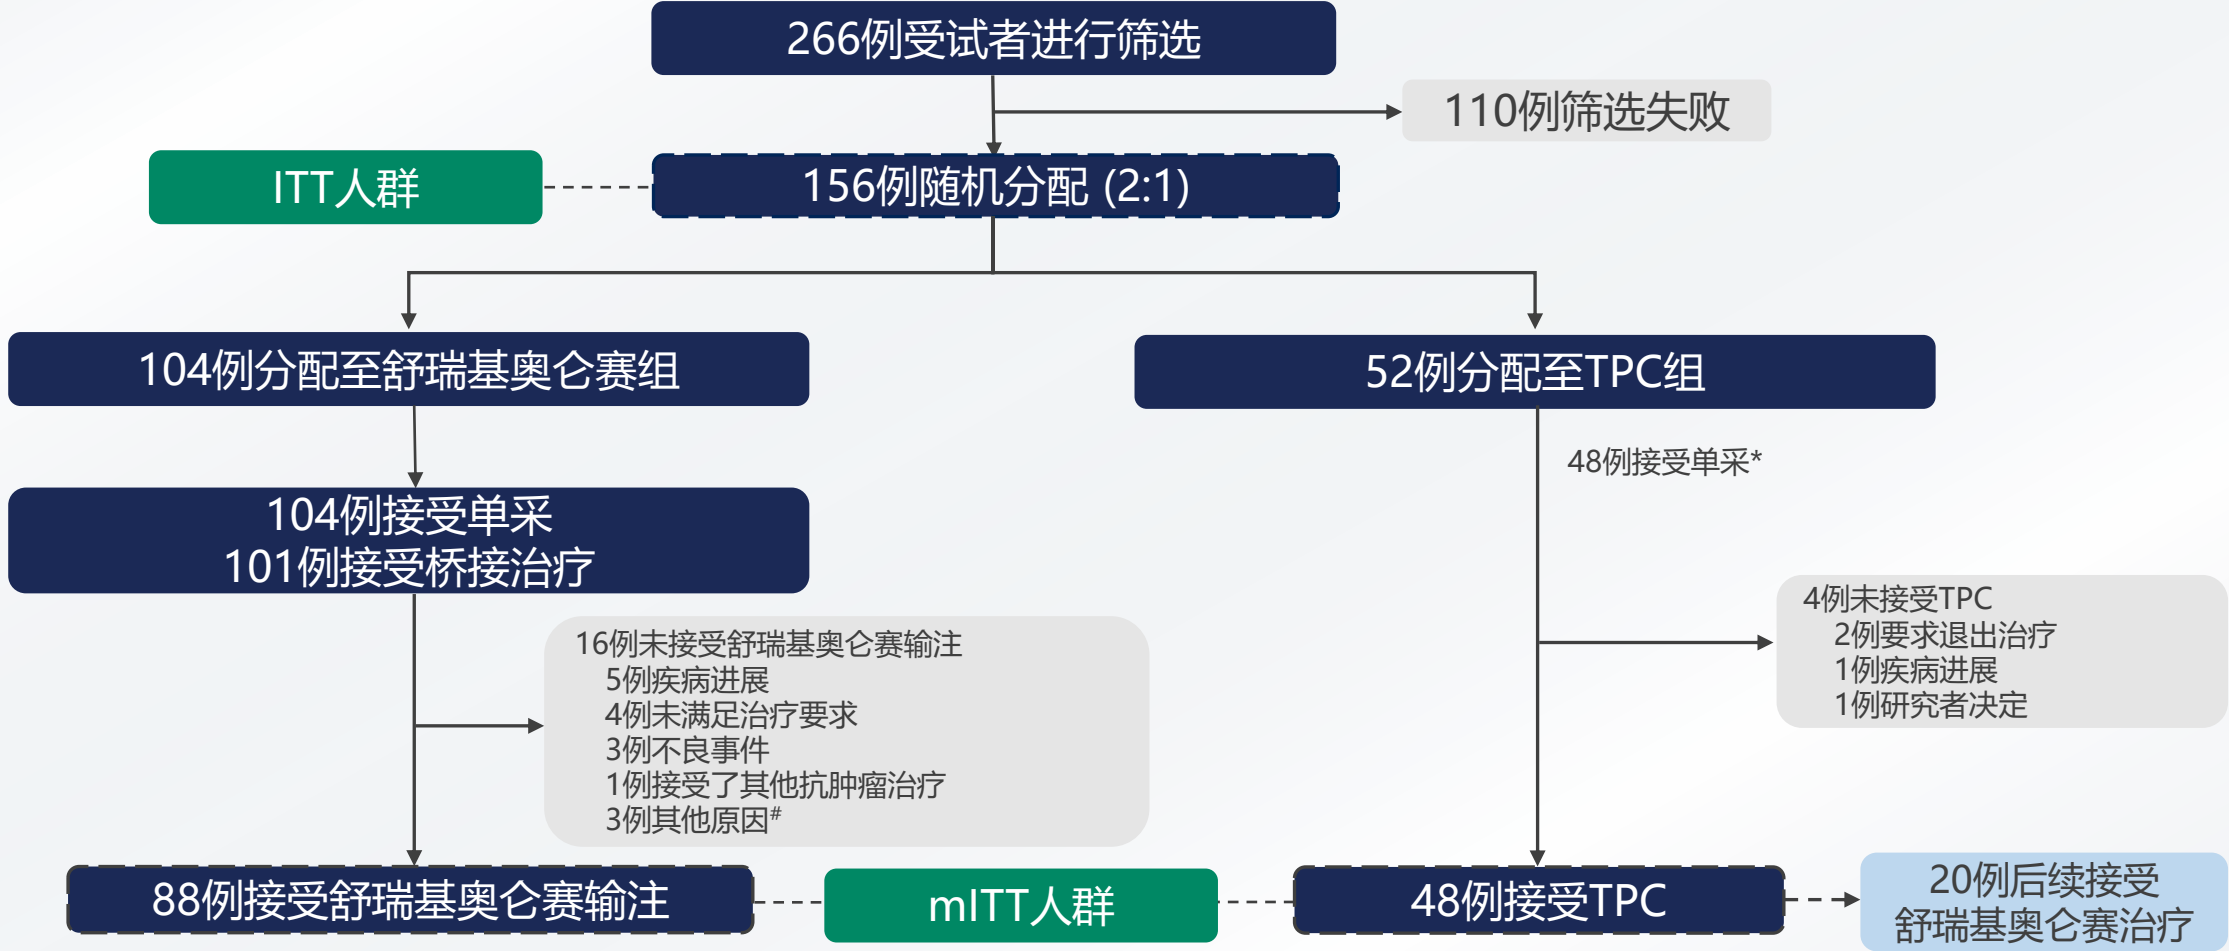 266例受试者进行筛选
110例筛选失败
ITT人群
156例随机分配 (2:1)
104例分配至舒瑞基奥仑赛组
52例分配至TPC组
48例接受单采*
104例接受单采
101例接受桥接治疗
16例未接受舒瑞基奥仑赛输注
5例疾病进展
4例未满足治疗要求
3例不良事件
1例接受了其他抗肿瘤治疗
3例其他原因#
4例未接受TPC
2例要求退出治疗
1例疾病进展
1例研究者决定
88例接受舒瑞基奥仑赛输注
mITT人群
48例接受TPC
20例后续接受
舒瑞基奥仑赛治疗